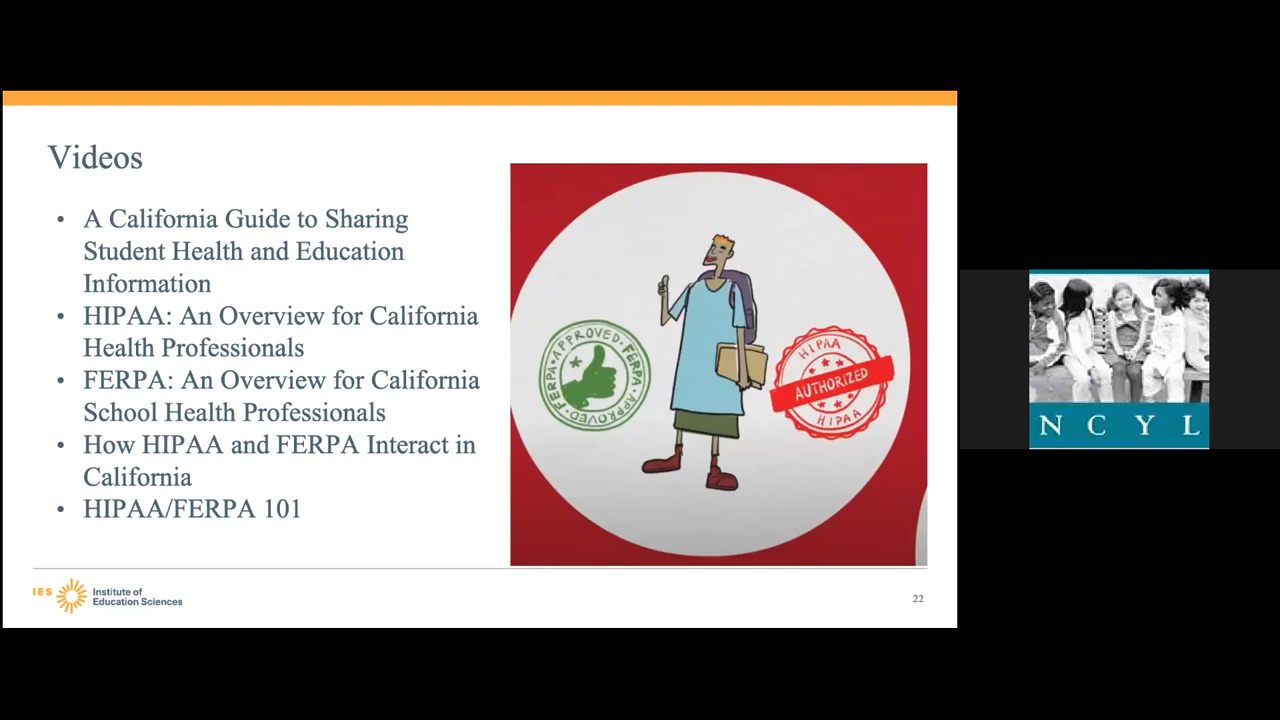 Videos
• A California Guide to Sharing
Student Health and Education
Information
• HIPAA: An Overview for California
Health Professionals
• FERPA: An Overview for California
School Health Professionals
• How HIPAA and FERPA Interact in
California
• HIPAA/FERPA 101
APPROVED • FERPA • APPROVED • FERPA •
HIPAA
AUTHORIZED
HIPAA
IES
Institute of
Education Sciences
22
N C Y L